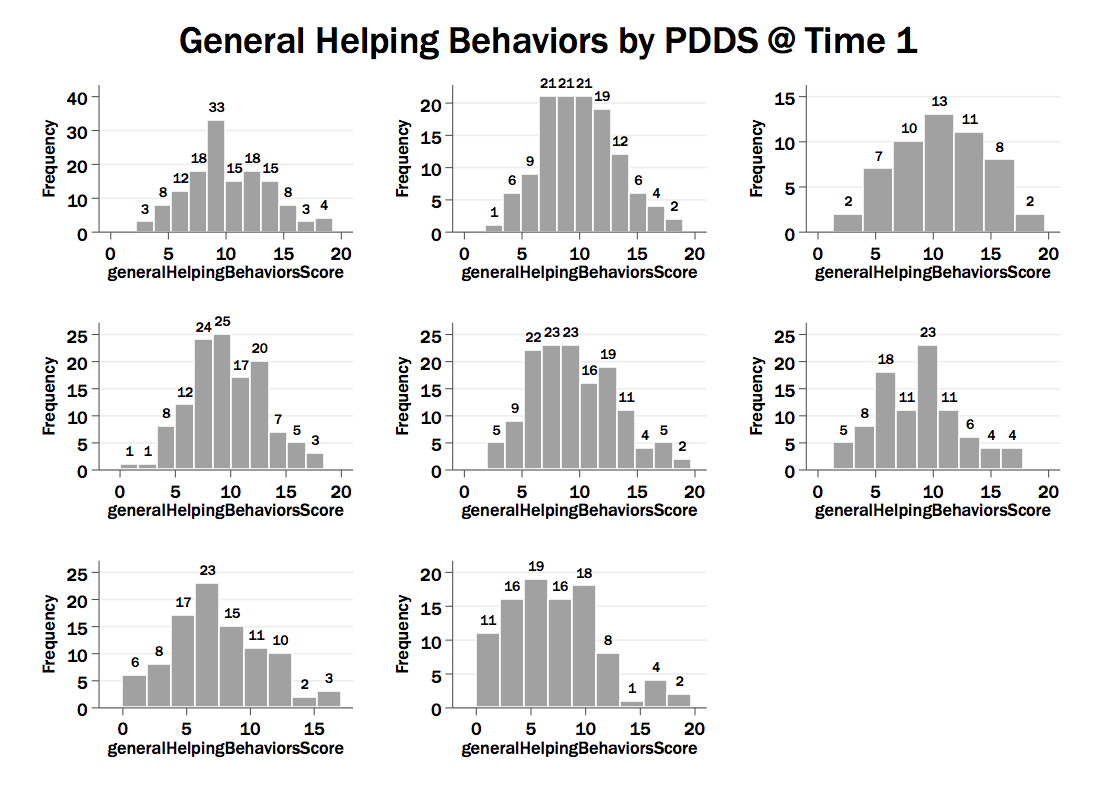 General Helping Behaviors by PDDS @ Time 1
40
30
20
10
0
Frequency
3 8 12 18 33 15 18 15 8 3 4
0 5 10 15 20
generalHelpingBehaviorsScore
20
15
10
5
0
Frequency
1 6 9 21 21 21 19 12 6 4 2
0 5 10 15 20
generalHelpingBehaviorsScore
15
10
5
0
Frequency
2 7 10 13 11 8 2
0 5 10 15 20
generalHelpingBehaviorsScore
25
20
15
10
5
0
Frequency
1 1 8 12 24 25 17 20 7 5 3
0 5 10 15 20
generalHelpingBehaviorsScore
25
20
15
10
5
0
Frequency
5 9 22 23 23 16 19 11 4 5 2
0 5 10 15 20
generalHelpingBehaviorsScore
25
20
15
10
5
0
Frequency
5 8 18 11 23 11 6 4 4
0 5 10 15 20
generalHelpingBehaviorsScore
25
20
15
10
5
0
Frequency
6 8 17 23 15 11 10 2 3
0 5 10 15
generalHelpingBehaviorsScore
20
15
10
5
0
Frequency
11 16 19 16 18 8 1 4 2
0 5 10 15 20
generalHelpingBehaviorsScore